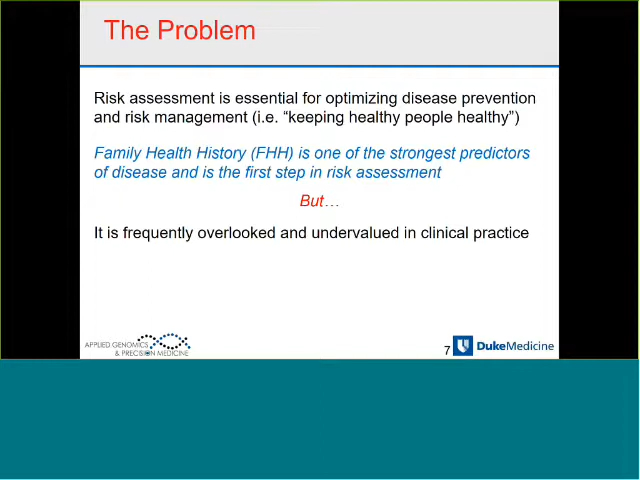 The Problem
Risk assessment is essential for optimizing disease prevention
and risk management (i.e. “keeping healthy people healthy”)
Family Health History (FHH) is one of the strongest predictors
of disease and is the first step in risk assessment
But…
It is frequently overlooked and undervalued in clinical practice
APPLIED GENOMICS
& PRECISION MEDICINE
7
DukeMedicine